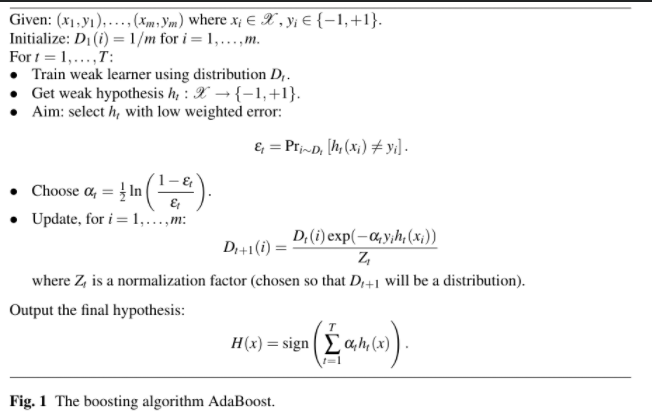 Given: (x₁,y₁),…,(xₘ,yₘ) where xᵢ ∈ 𝒳, yᵢ ∈ {−1,+1}.
Initialize: D₁(i) = 1/m for i = 1,…,m.
For t = 1,…,T:
• Train weak learner using distribution Dₜ.
• Get weak hypothesis hₜ : 𝒳 → {−1,+1}.
• Aim: select hₜ with low weighted error:
εₜ = Pr_{i∼Dₜ} [hₜ(xᵢ) ≠ yᵢ].
• Choose αₜ = ½ ln((1 − εₜ)/εₜ).
• Update, for i = 1,…,m:
Dₜ₊₁(i) = Dₜ(i) exp(−αₜyᵢhₜ(xᵢ)) / Zₜ
where Zₜ is a normalization factor (chosen so that Dₜ₊₁ will be a distribution).
Output the final hypothesis:
H(x) = sign(∑_{t=1}^{T} αₜhₜ(x)).
Fig. 1 The boosting algorithm AdaBoost.